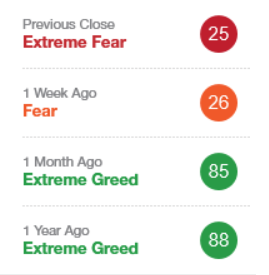 Previous Close
Extreme Fear
25
1 Week Ago
Fear
26
1 Month Ago
Extreme Greed
85
1 Year Ago
Extreme Greed
88